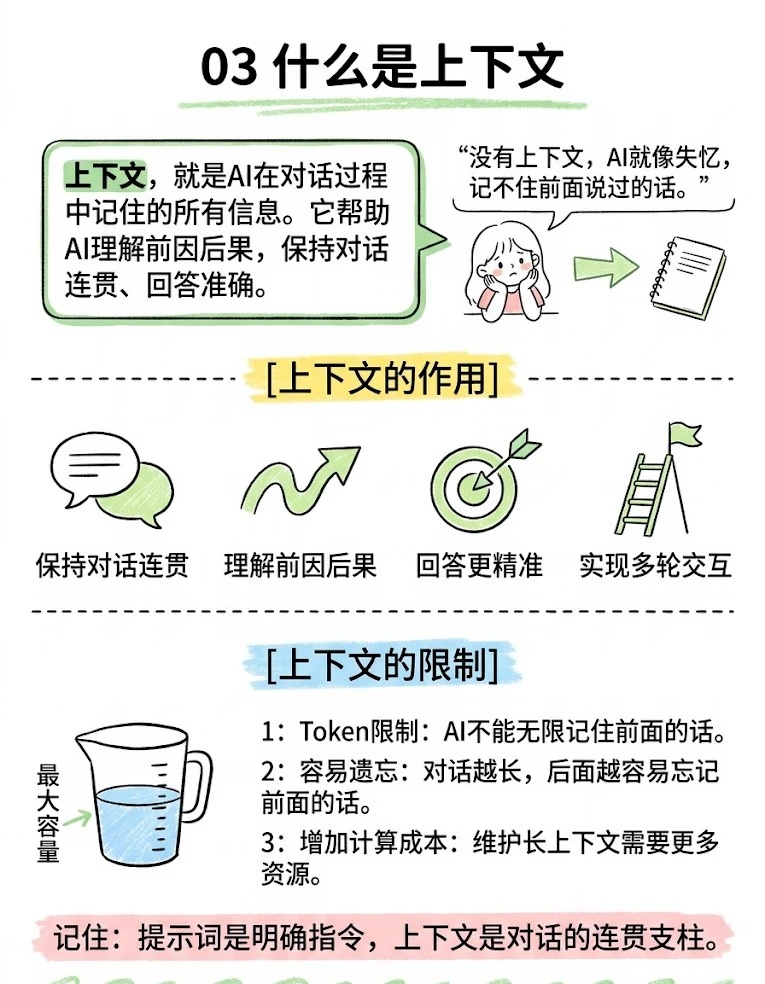 03 什么是上下文
上下文，就是AI在对话过程
中记住的所有信息。它帮助
AI理解前因后果，保持对话
连贯、回答准确。
“没有上下文，AI就像失忆，
记不住前面说过的话。”
[上下文的作用]
保持对话连贯
理解前因后果
回答更精准
实现多轮交互
[上下文的限制]
最大容量
1：Token限制：AI不能无限记住前面的话。
2：容易遗忘：对话越长，后面越容易忘记
前面的话。
3：增加计算成本：维护长上下文需要更多
资源。
记住：提示词是明确指令，上下文是对话的连贯支柱。